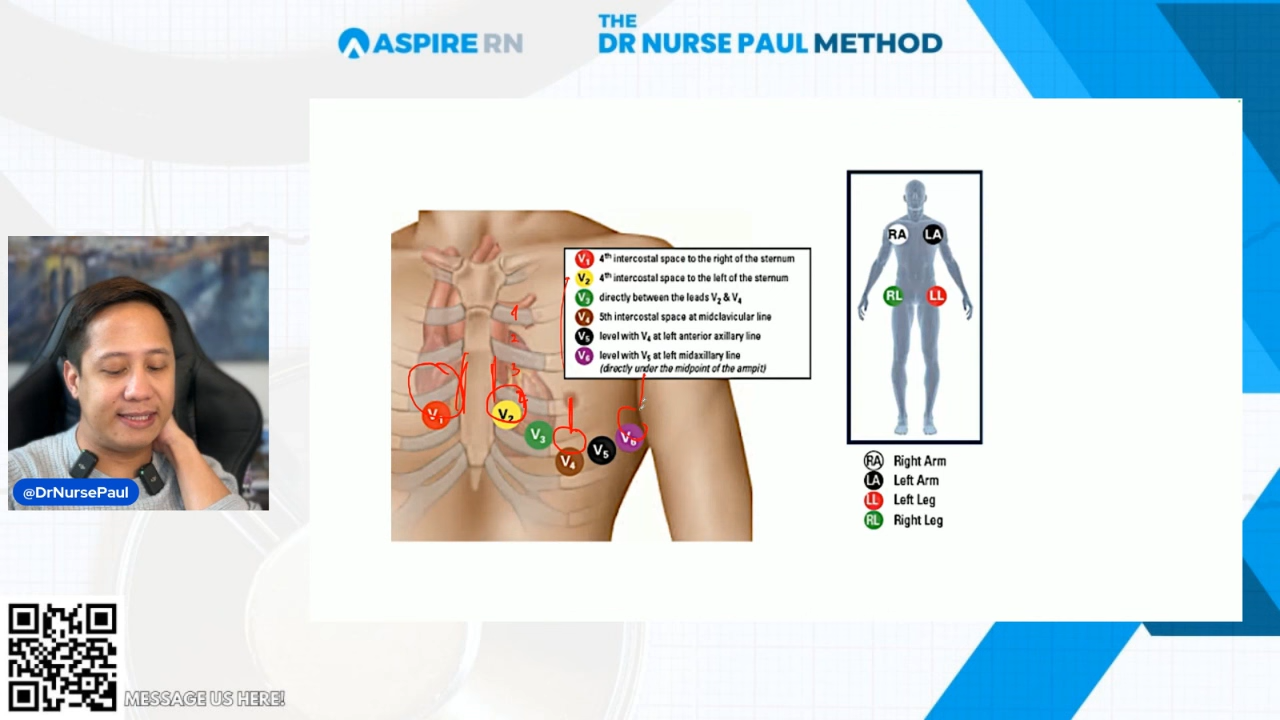 ASPIRE RN
THE
DR NURSE PAUL METHOD
V1 4th intercostal space to the right of the sternum
V2 4th intercostal space to the left of the sternum
V3 directly between the leads V2 & V4
V4 5th intercostal space at midclavicular line
V5 level with V4 at left anterior axillary line
V6 level with V5 at left midaxillary line
(directly under the midpoint of the armpit)
1
2
3
4
V1
V2
V3
V4
V5
V6
RA LA
RL LL
RA Right Arm
LA Left Arm
LL Left Leg
RL Right Leg
@DrNursePaul
MESSAGE US HERE!